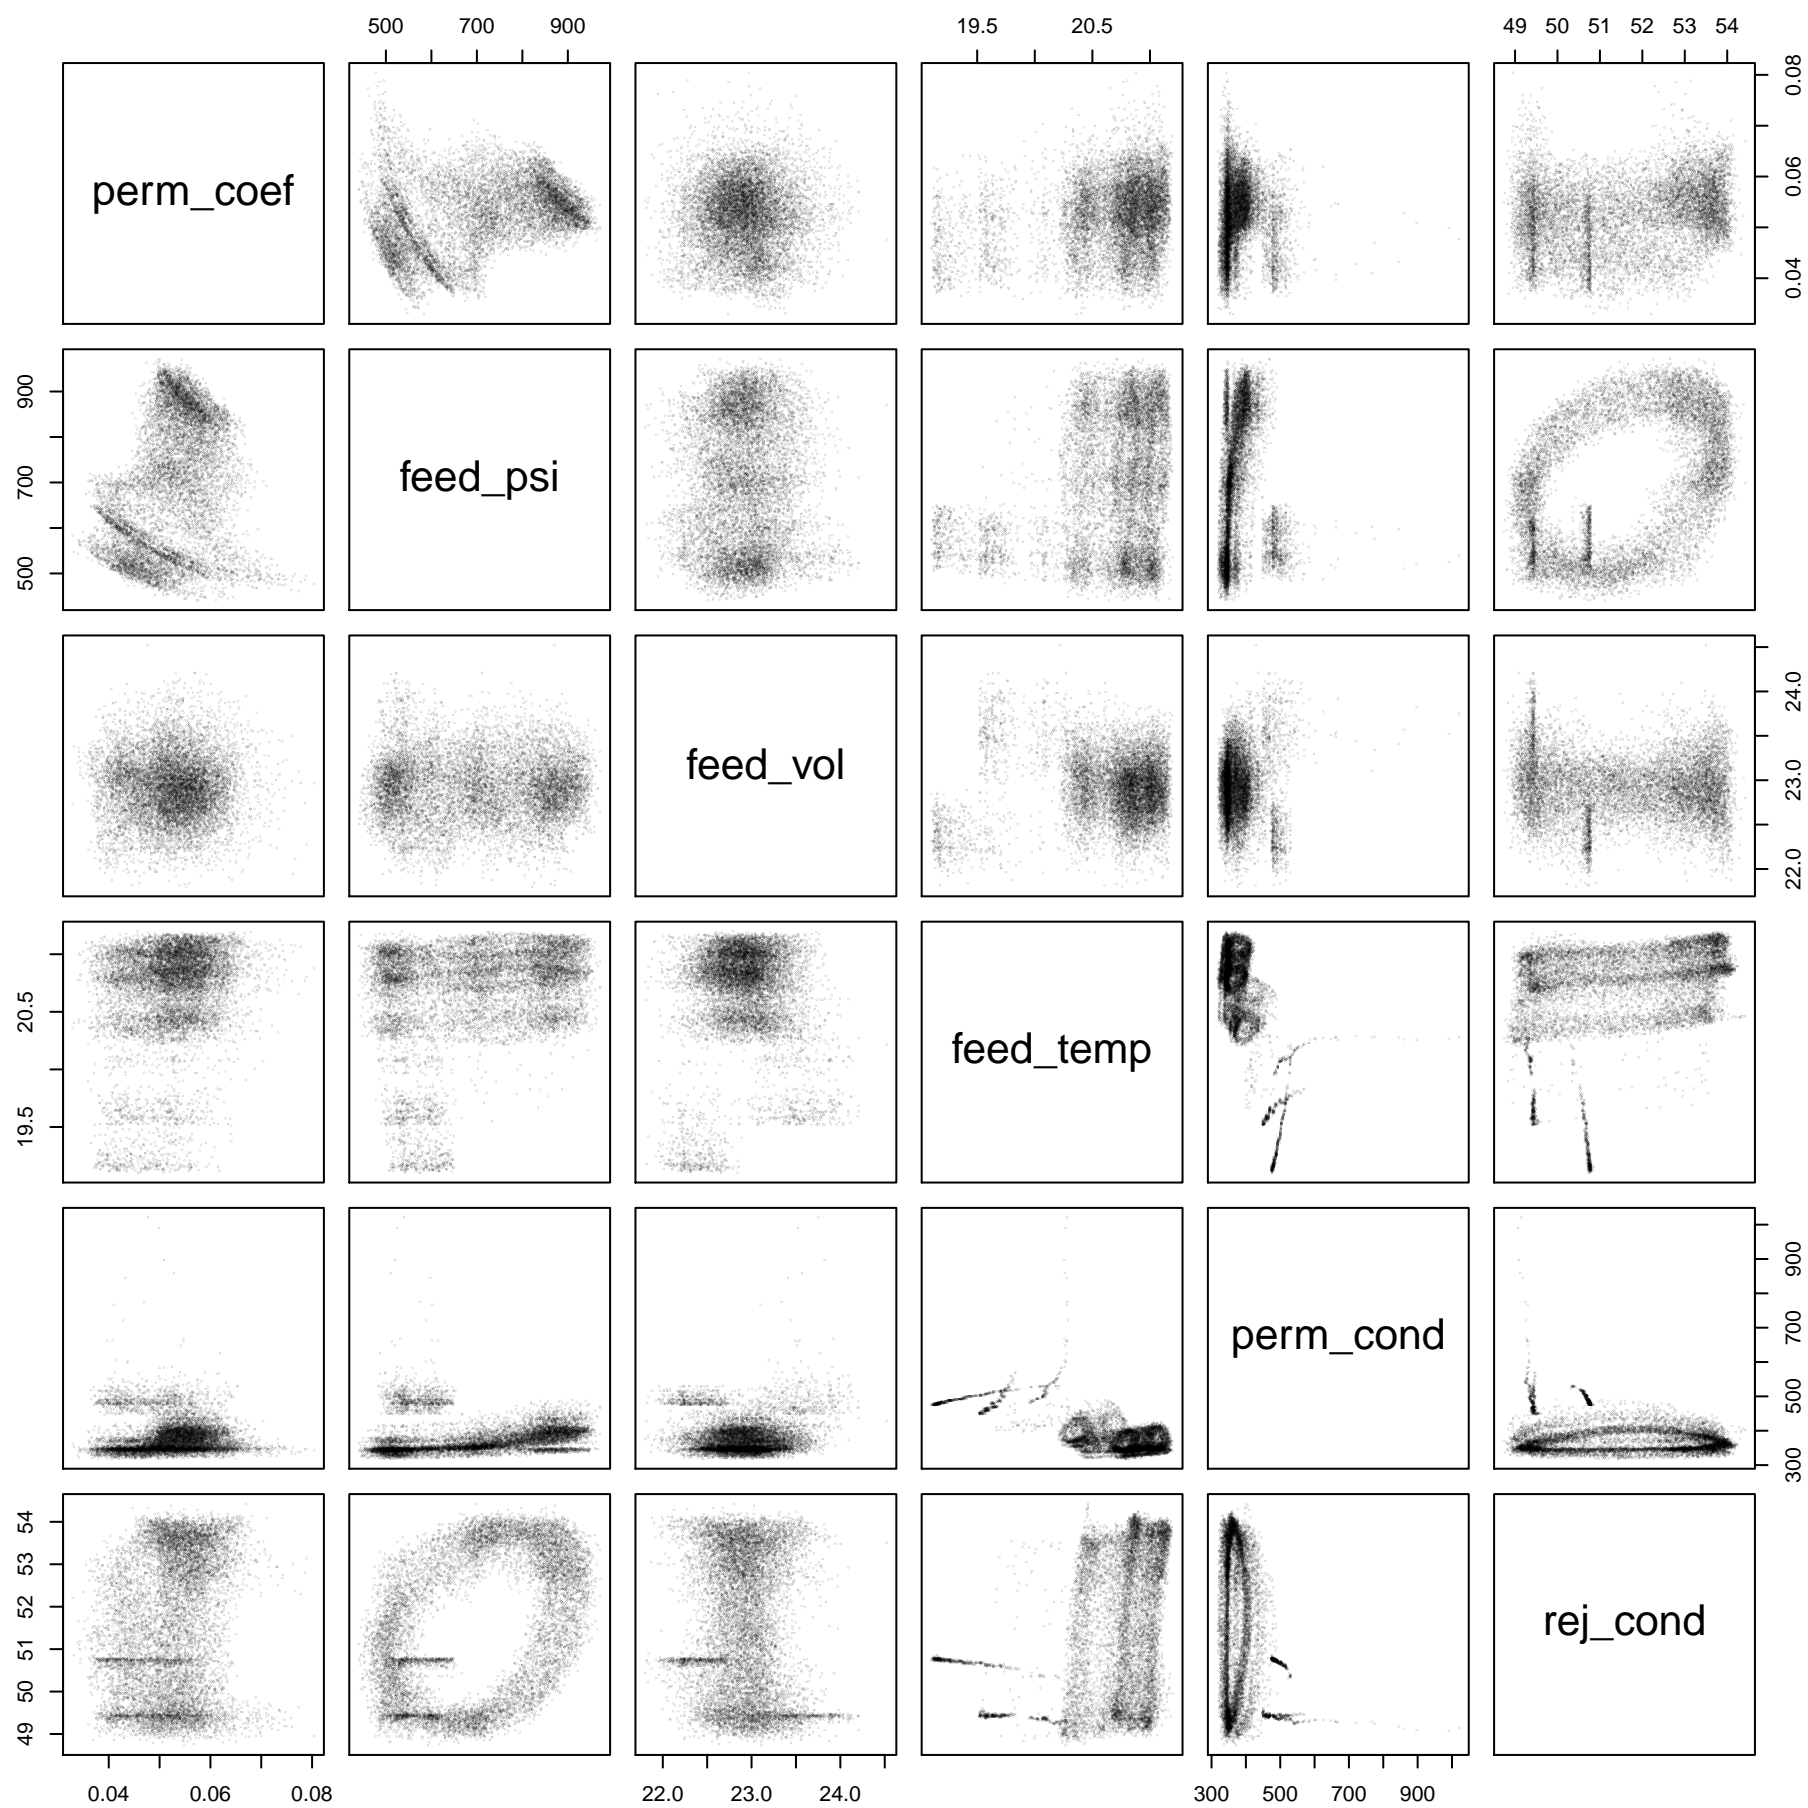 500 700 900 19.5 20.5 49 50 51 52 53 54
perm_coef
0.04 0.06 0.08
500 700 900
feed_psi
feed_vol
22.0 23.0 24.0
19.5 20.5
feed_temp
perm_cond
300 500 700 900
49 50 51 52 53 54
rej_cond
0.04 0.06 0.08 22.0 23.0 24.0 300 500 700 900